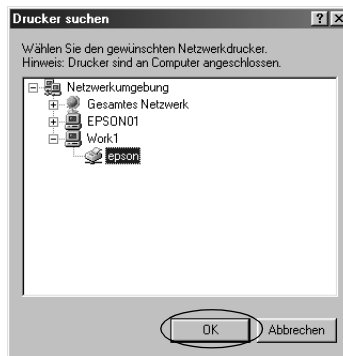 Drucker suchen
Wählen Sie den gewünschten Netzwerkdrucker.
Hinweis: Drucker sind an Computer angeschlossen.
Netzwerkumgebung
Gesamtes Netzwerk
EPSON01
Work1
epson
OK Abbrechen